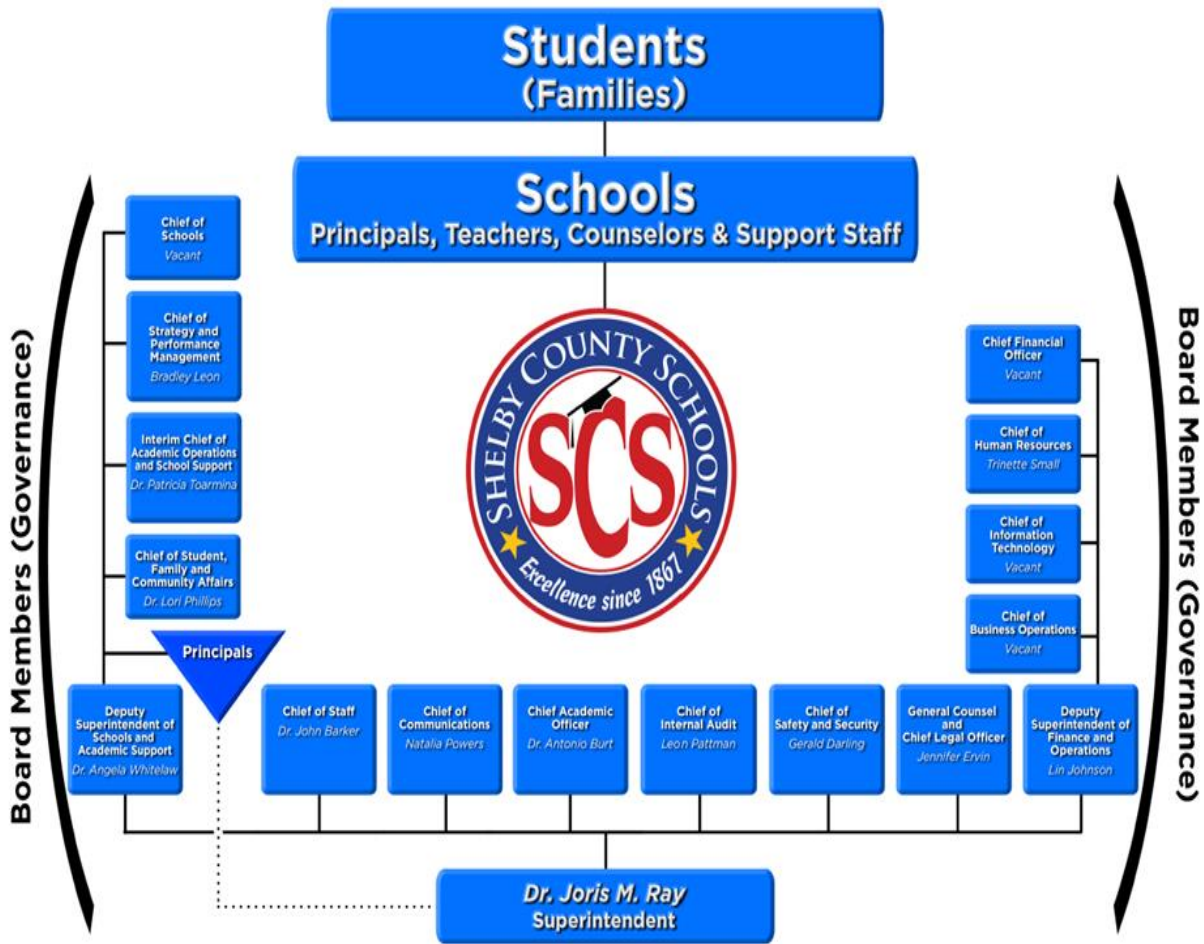 Students
(Families)
Schools
Principals, Teachers, Counselors & Support Staff
Board Members (Governance)
Chief of
Schools
Vacant
Chief of
Strategy and
Performance
Management
Bradley Leon
Interim Chief of
Academic Operations
and School Support
Dr. Patricia Toarmina
Chief of Student,
Family and
Community Affairs
Dr. Lori Phillips
Principals
SHELBY COUNTY SCHOOLS
SCS
Excellence since 1867
Chief Financial
Officer
Vacant
Chief of
Human Resources
Trinette Small
Chief of
Information
Technology
Vacant
Chief of
Business Operations
Vacant
Board Members (Governance)
Deputy
Superintendent of
Schools and
Academic Support
Dr. Angela Whitelaw
Chief of Staff
Dr. John Barker
Chief of
Communications
Natalia Powers
Chief Academic
Officer
Dr. Antonio Burt
Chief of
Internal Audit
Leon Pattman
Chief of
Safety and Security
Gerald Darling
General Counsel
and
Chief Legal Officer
Jennifer Ervin
Deputy
Superintendent of
Finance and
Operations
Lin Johnson
Dr. Joris M. Ray
Superintendent